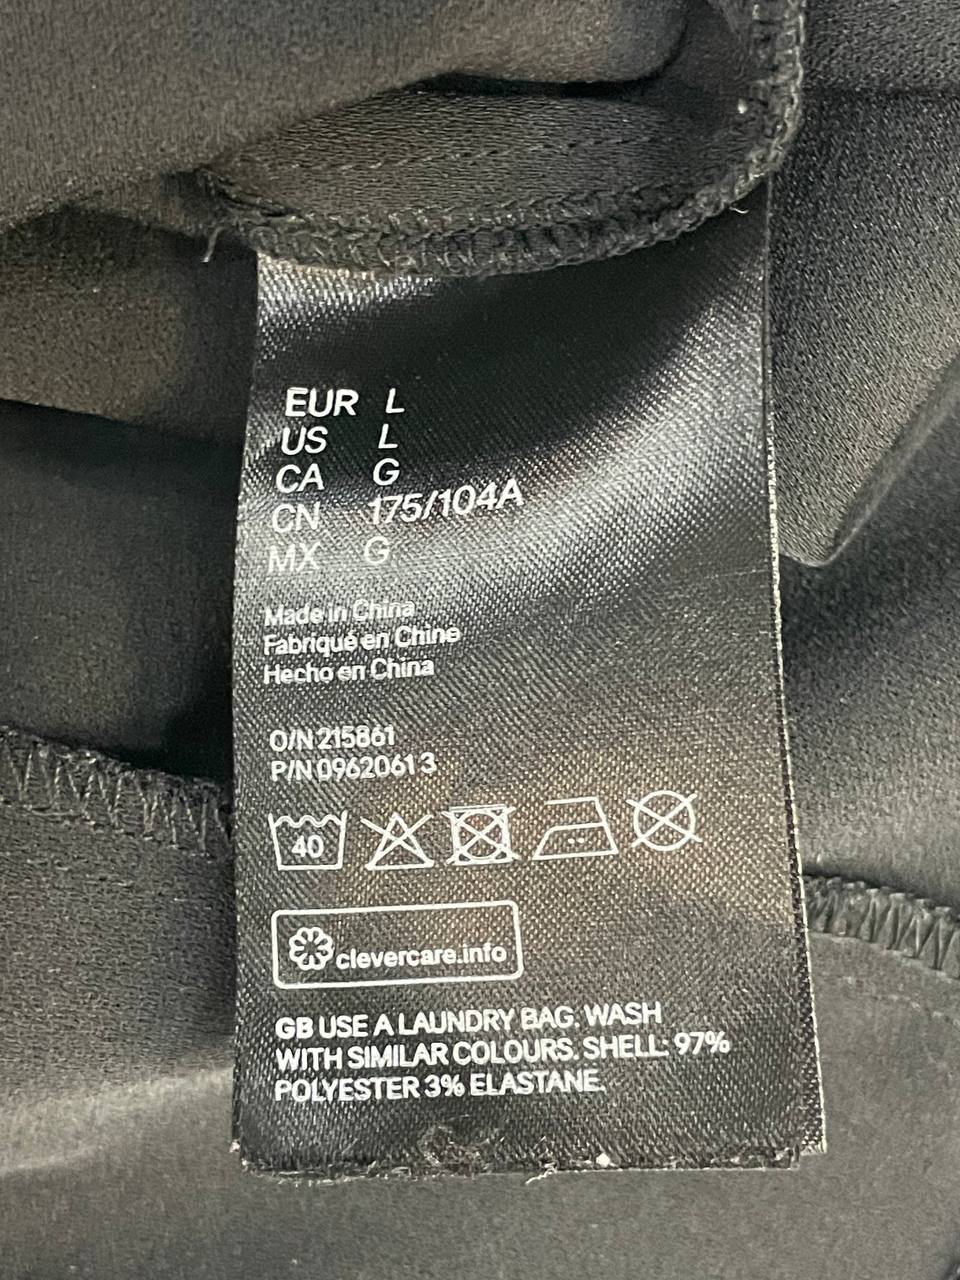 EUR L
US L
CA G
CN 175/104A
MX G
Made in China
Fabriqué en Chine
Hecho en China
O/N 215861
P/N 0962061 3
40
clevercare.info
GB USE A LAUNDRY BAG. WASH
WITH SIMILAR COLOURS. SHELL: 97%
POLYESTER 3% ELASTANE.